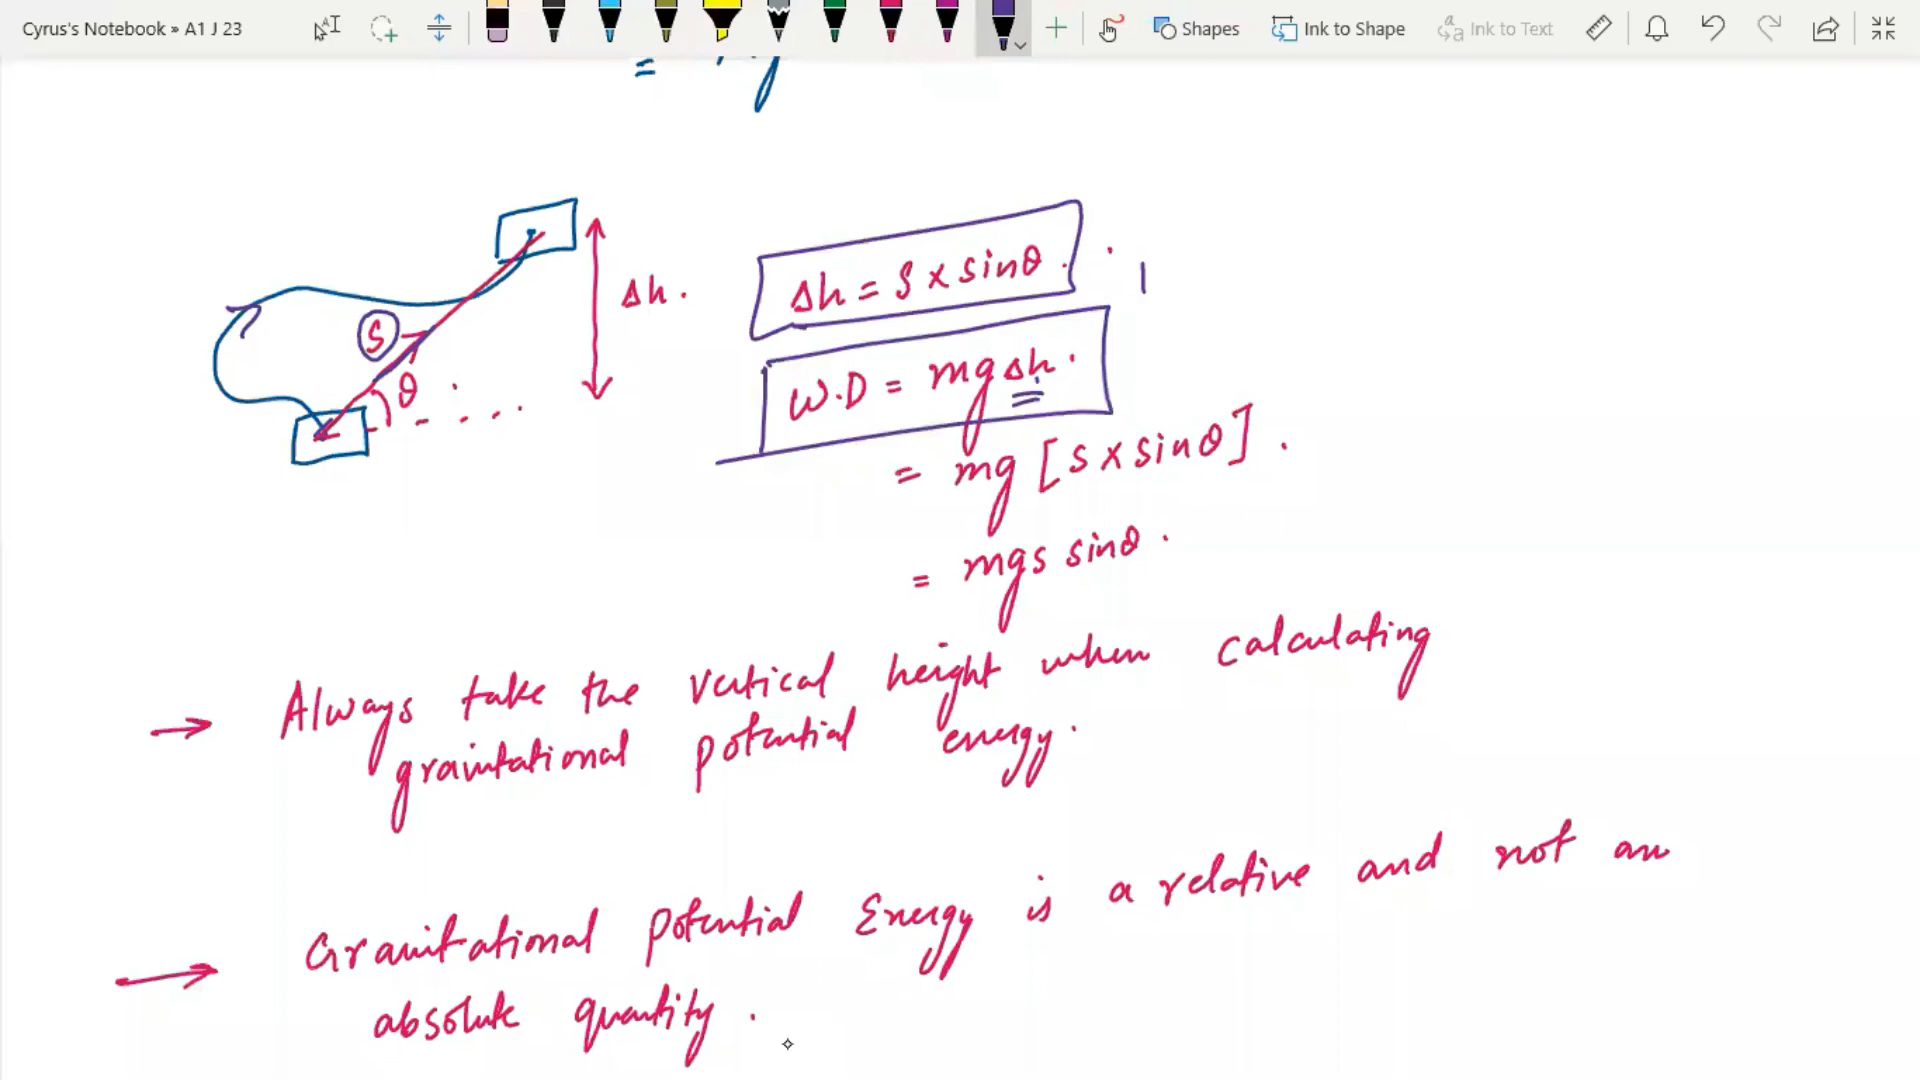 Cyrus's Notebook » A1 J 23
Shapes
Ink to Shape
Ink to Text
=
Δh.
S
θ
Δh = S × sinθ.
W.D = mgΔh.
= mg [S × sinθ].
= mgs sinθ.
→ Always take the vertical height when calculating
gravitational potential energy.
→ Gravitational Potential Energy is a relative and not an
absolute quantity.